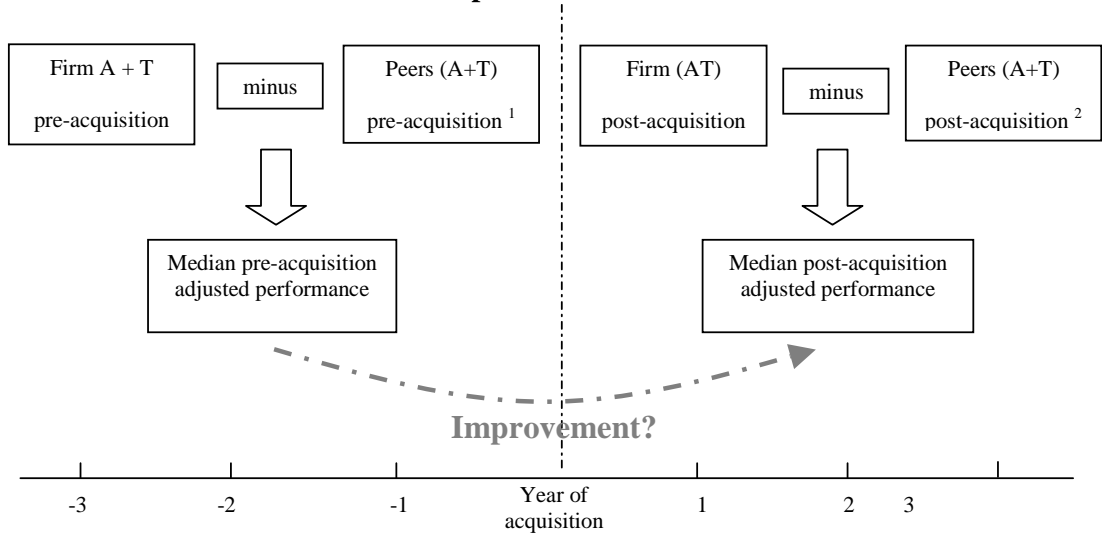 Firm A + T
pre-acquisition
minus
Peers (A+T)
pre-acquisition 1
Firm (AT)
post-acquisition
minus
Peers (A+T)
post-acquisition 2
Median pre-acquisition
adjusted performance
Median post-acquisition
adjusted performance
Improvement?
-3 -2 -1 Year of acquisition 1 2 3